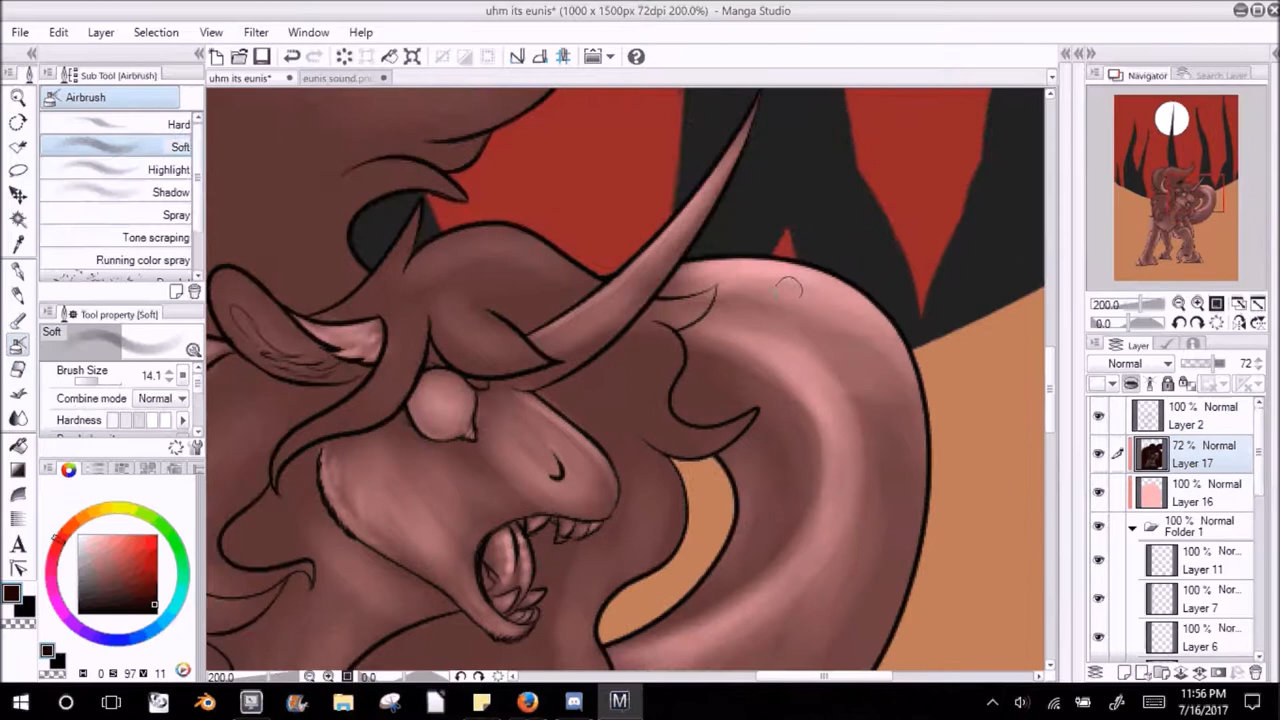 uhm its eunis* (1000 x 1500px 72dpi 200.0%) - Manga Studio
File Edit Layer Selection View Filter Window Help
Sub Tool [Airbrush]
uhm its eunis* eunis sound.pn
Navigator Search Layer
Airbrush
Hard
Soft
Highlight
Shadow
Spray
Tone scraping
Running color spray
Tool property [Soft]
Soft
Brush Size 14.1
Combine mode Normal
Hardness
200.0
0.0
Layer
Normal 72
100% Normal
Layer 2
72 % Normal
Layer 17
100 % Normal
Layer 16
100 % Normal
Folder 1
100 % Nor...
Layer 11
100 % Nor...
Layer 7
100 % Nor...
Layer 6
A
H 0 S 97 V 11
200.0 0.0
M
11:56 PM
7/16/2017